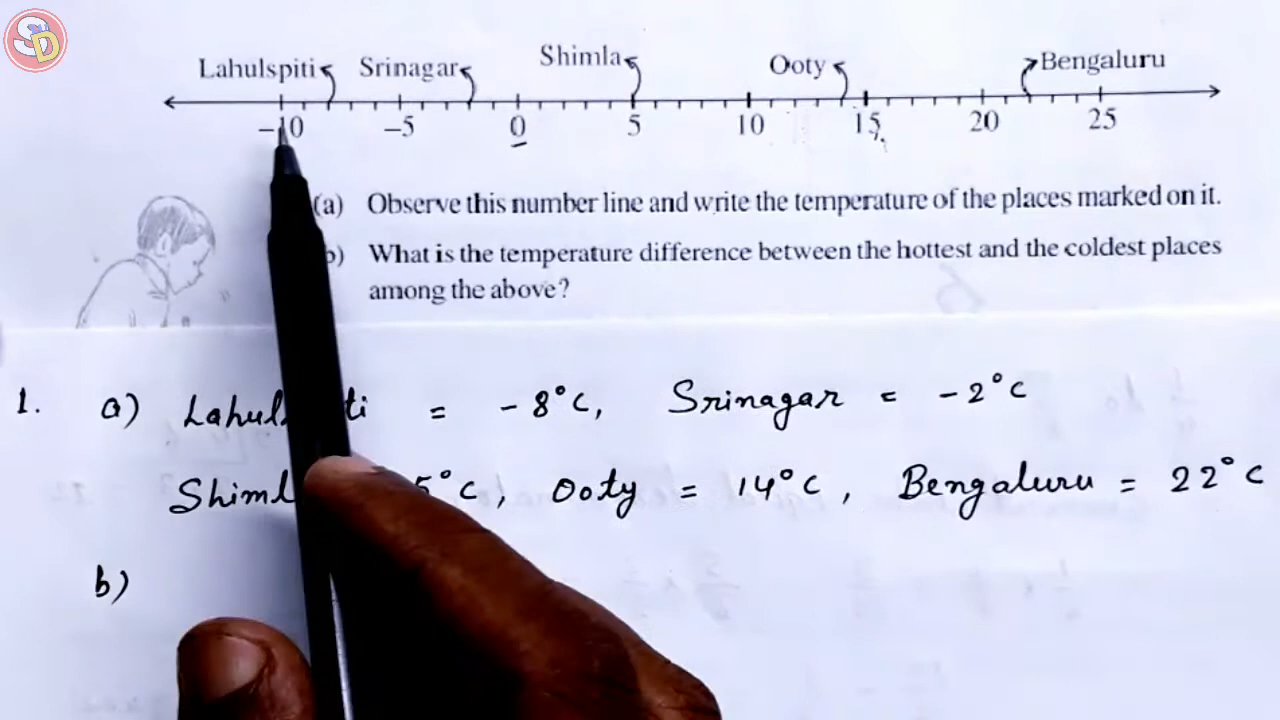 SD
Lahulspiti Srinagar Shimla Ooty Bengaluru
-10 -5 0 5 10 15 20 25
(a) Observe this number line and write the temperature of the places marked on it.
b) What is the temperature difference between the hottest and the coldest places
among the above?
1. a) Lahul ti = -8°C, Srinagar = -2°C
Shiml 5°C, Ooty = 14°C, Bengaluru = 22°C
b)